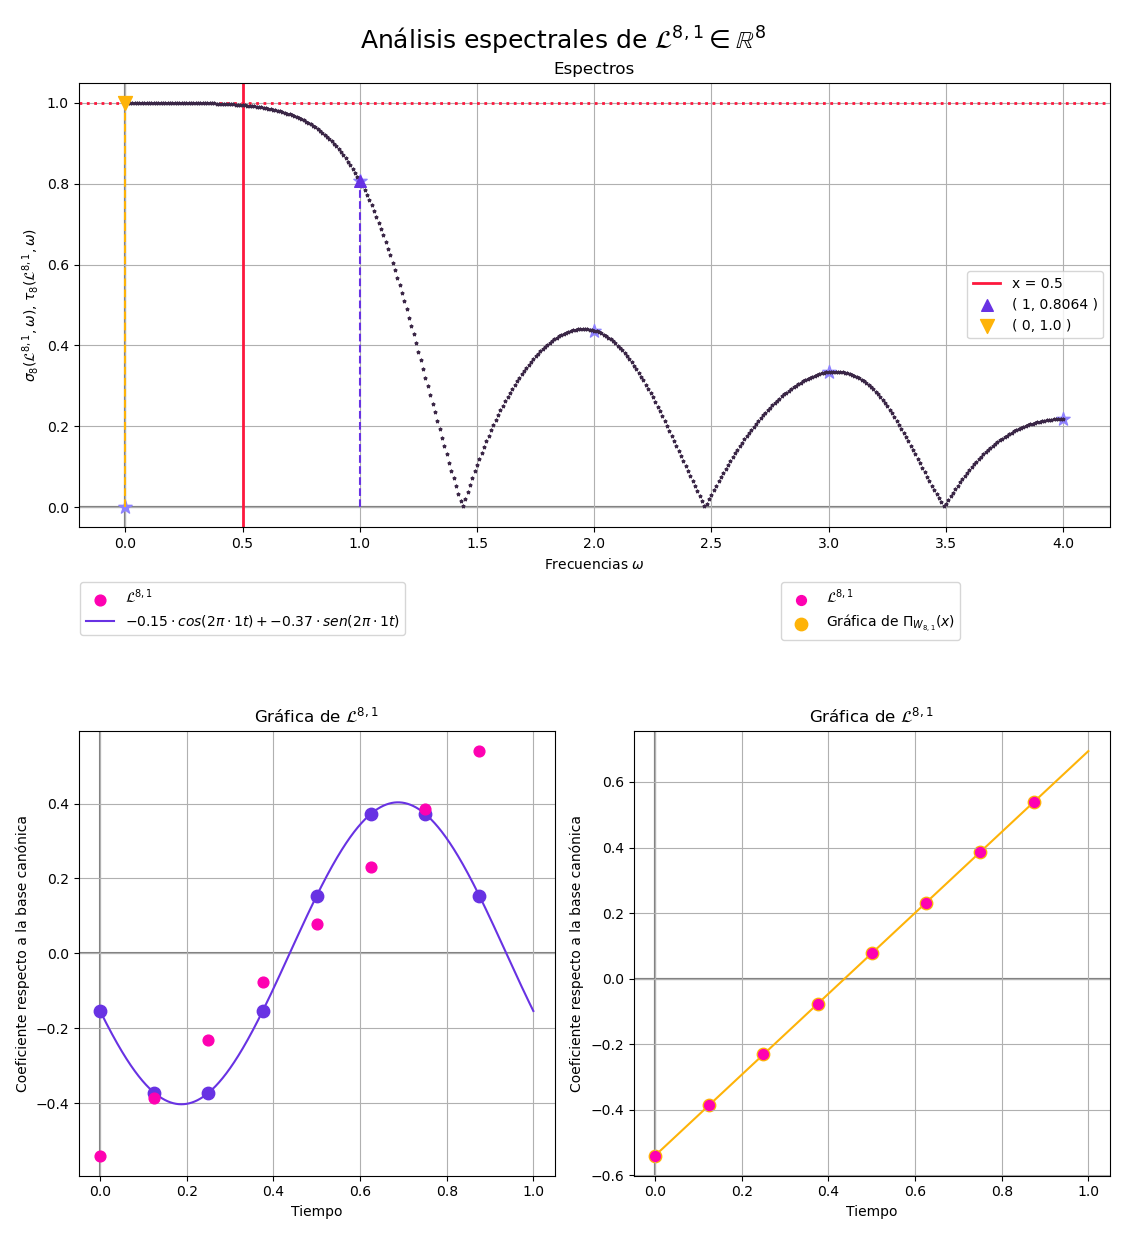 Análisis espectrales de ℒ^{8,1} ∈ ℝ^8
Espectros
σ_8(ℒ^{8,1}, ω), τ_8(ℒ^{8,1}, ω)
1.0
0.8
0.6
0.4
0.2
0.0
x = 0.5
( 1, 0.8064 )
( 0, 1.0 )
0.0 0.5 1.0 1.5 2.0 2.5 3.0 3.5 4.0
Frecuencias ω
ℒ^{8,1}
−0.15 · cos(2π · 1t) + −0.37 · sen(2π · 1t)
ℒ^{8,1}
Gráfica de Π_{W_{8,1}}(x)
Gráfica de ℒ^{8,1}
Coeficiente respecto a la base canónica
0.4
0.2
0.0
−0.2
−0.4
0.0 0.2 0.4 0.6 0.8 1.0
Tiempo
Gráfica de ℒ^{8,1}
Coeficiente respecto a la base canónica
0.6
0.4
0.2
0.0
−0.2
−0.4
−0.6
0.0 0.2 0.4 0.6 0.8 1.0
Tiempo